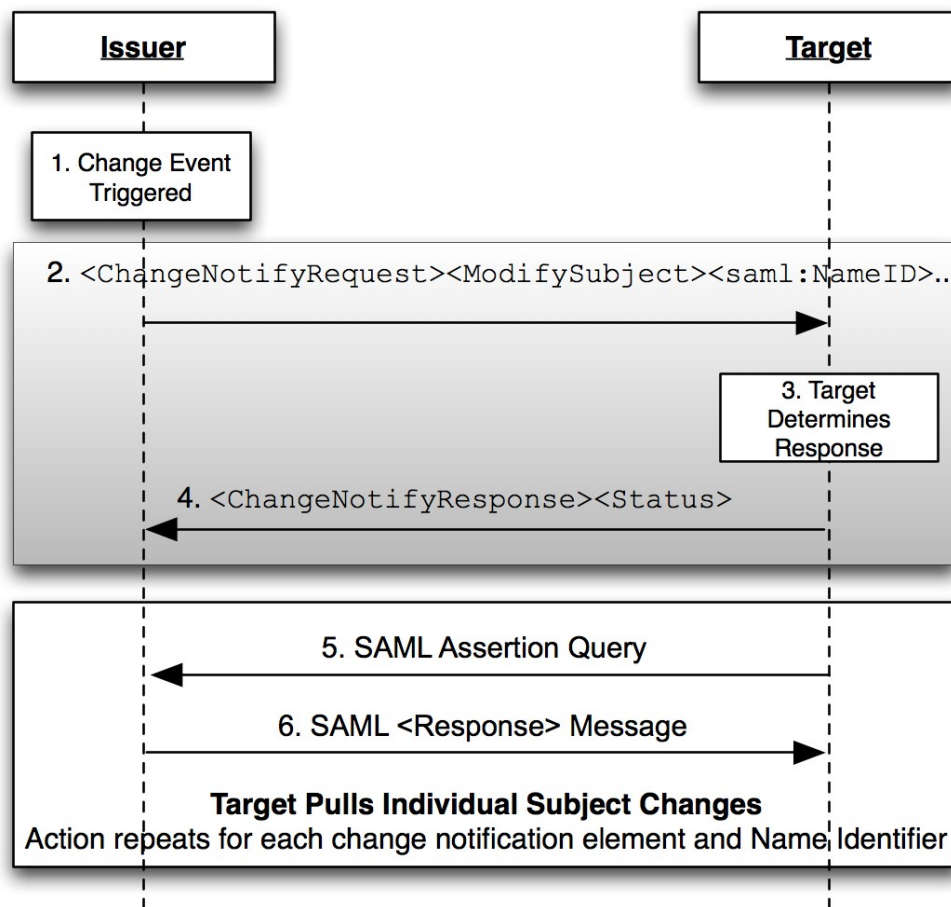 Issuer
Target
1. Change Event
Triggered
2. <ChangeNotifyRequest><ModifySubject><saml:NameID>..
3. Target
Determines
Response
4. <ChangeNotifyResponse><Status>
5. SAML Assertion Query
6. SAML <Response> Message
Target Pulls Individual Subject Changes
Action repeats for each change notification element and Name Identifier